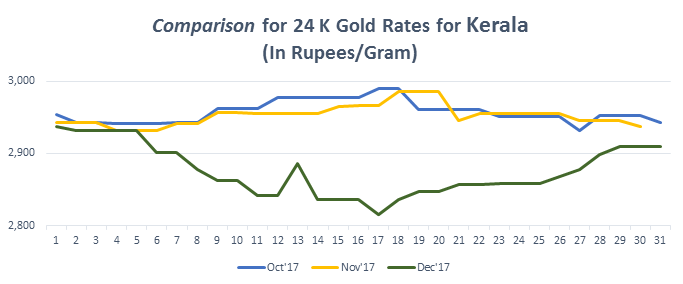 Comparison for 24 K Gold Rates for Kerala
(In Rupees/Gram)
3,000
2,900
2,800
1 2 3 4 5 6 7 8 9 10 11 12 13 14 15 16 17 18 19 20 21 22 23 24 25 26 27 28 29 30 31
Oct'17 Nov'17 Dec'17